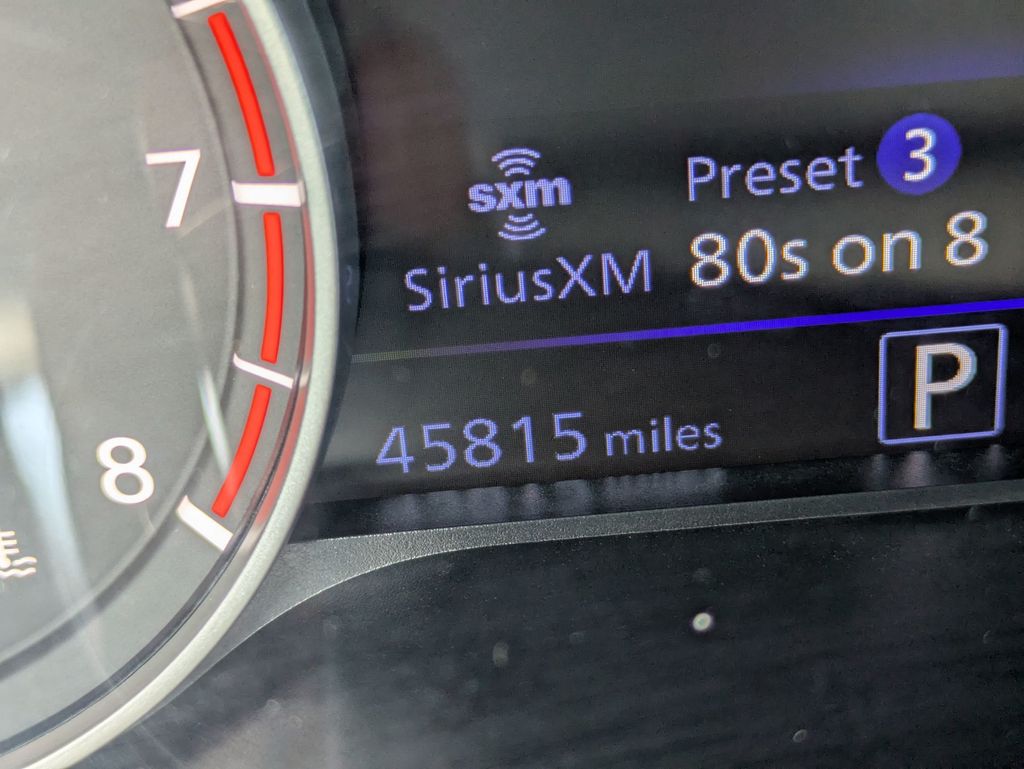 7
8
sxm
SiriusXM
Preset 3
80s on 8
45815 miles
P